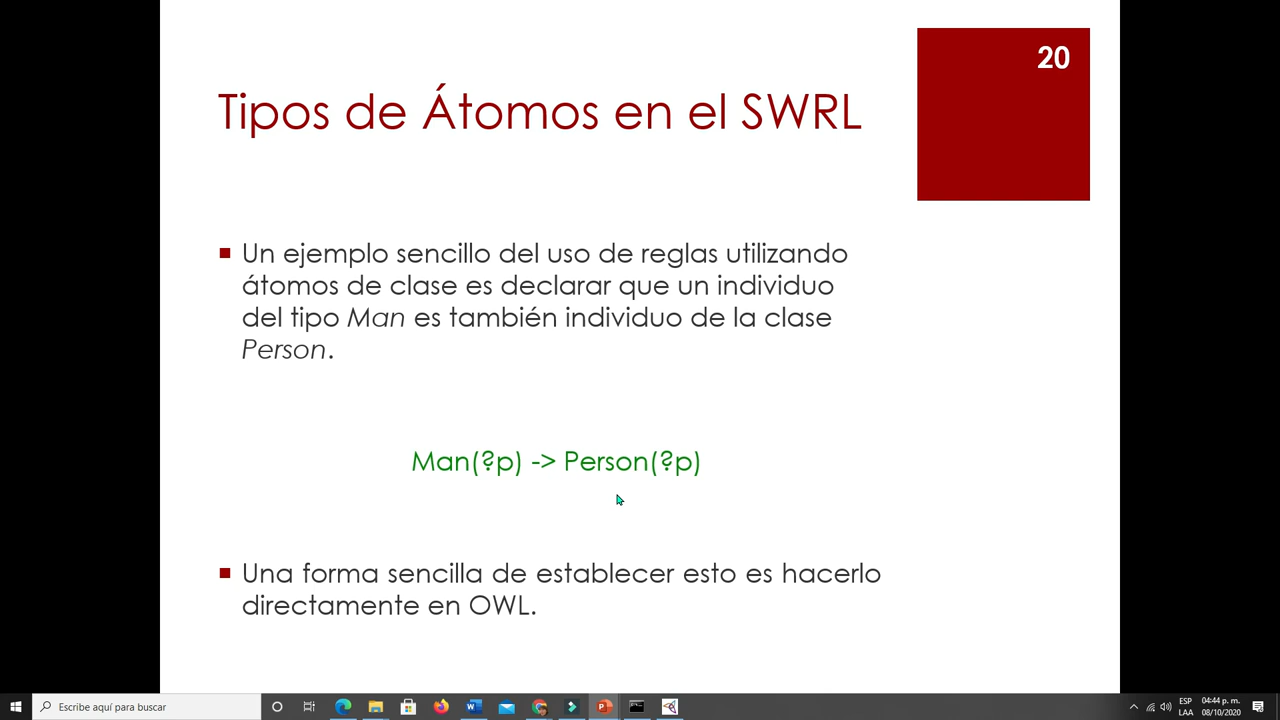 20
Tipos de Átomos en el SWRL
Un ejemplo sencillo del uso de reglas utilizando
átomos de clase es declarar que un individuo
del tipo Man es también individuo de la clase
Person.
Man(?p) -> Person(?p)
Una forma sencilla de establecer esto es hacerlo
directamente en OWL.
Escribe aquí para buscar
ESP
LAA
04:44 p. m.
08/10/2020